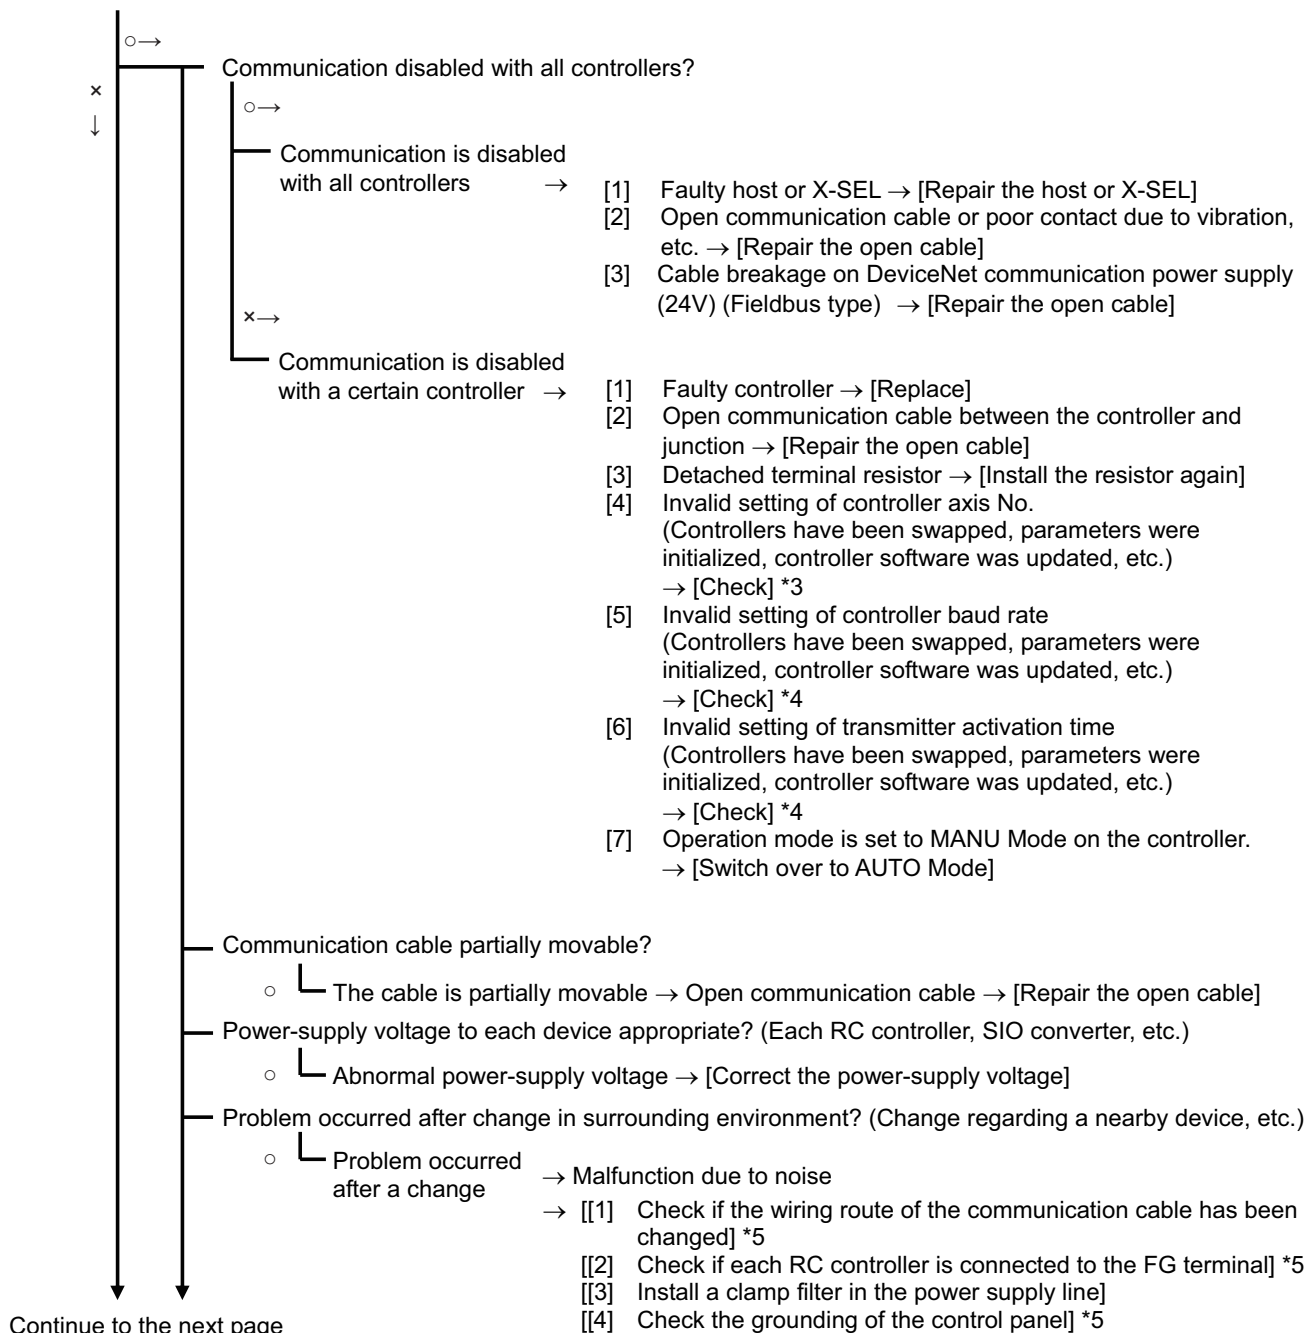 ○→
Communication disabled with all controllers?
×
↓
○→
Communication is disabled
with all controllers →
[1] Faulty host or X-SEL → [Repair the host or X-SEL]
[2] Open communication cable or poor contact due to vibration,
etc. → [Repair the open cable]
[3] Cable breakage on DeviceNet communication power supply
(24V) (Fieldbus type) → [Repair the open cable]
×→
Communication is disabled
with a certain controller →
[1] Faulty controller → [Replace]
[2] Open communication cable between the controller and
junction → [Repair the open cable]
[3] Detached terminal resistor → [Install the resistor again]
[4] Invalid setting of controller axis No.
(Controllers have been swapped, parameters were
initialized, controller software was updated, etc.)
→ [Check] *3
[5] Invalid setting of controller baud rate
(Controllers have been swapped, parameters were
initialized, controller software was updated, etc.)
→ [Check] *4
[6] Invalid setting of transmitter activation time
(Controllers have been swapped, parameters were
initialized, controller software was updated, etc.)
→ [Check] *4
[7] Operation mode is set to MANU Mode on the controller.
→ [Switch over to AUTO Mode]
Communication cable partially movable?
○ The cable is partially movable → Open communication cable → [Repair the open cable]
Power-supply voltage to each device appropriate? (Each RC controller, SIO converter, etc.)
○ Abnormal power-supply voltage → [Correct the power-supply voltage]
Problem occurred after change in surrounding environment? (Change regarding a nearby device, etc.)
○ Problem occurred
after a change
→ Malfunction due to noise
→ [[1] Check if the wiring route of the communication cable has been
changed] *5
[[2] Check if each RC controller is connected to the FG terminal] *5
[[3] Install a clamp filter in the power supply line]
[[4] Check the grounding of the control panel] *5
Continue to the next page